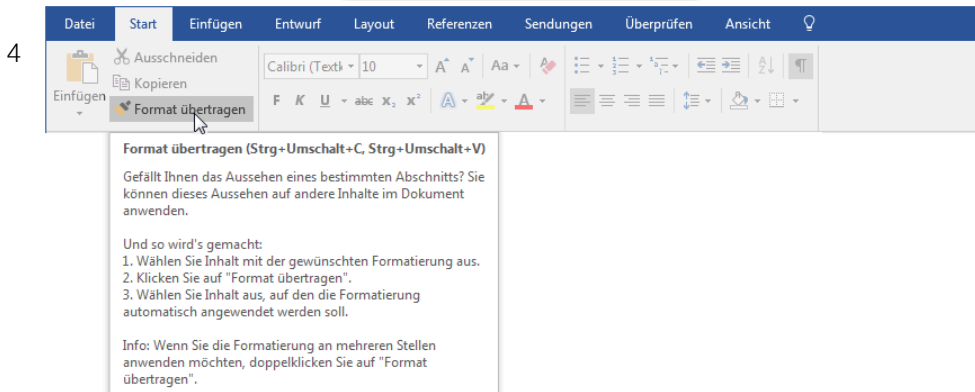 4
Datei Start Einfügen Entwurf Layout Referenzen Sendungen Überprüfen Ansicht
Ausschneiden
Kopieren
Einfügen
Format übertragen
Calibri (Textk 10 A A Aa
F K U abc X₂ X² A aby A
Format übertragen (Strg+Umschalt+C, Strg+Umschalt+V)
Gefällt Ihnen das Aussehen eines bestimmten Abschnitts? Sie
können dieses Aussehen auf andere Inhalte im Dokument
anwenden.
Und so wird's gemacht:
1. Wählen Sie Inhalt mit der gewünschten Formatierung aus.
2. Klicken Sie auf "Format übertragen".
3. Wählen Sie Inhalt aus, auf den die Formatierung
automatisch angewendet werden soll.
Info: Wenn Sie die Formatierung an mehreren Stellen
anwenden möchten, doppelklicken Sie auf "Format
übertragen".